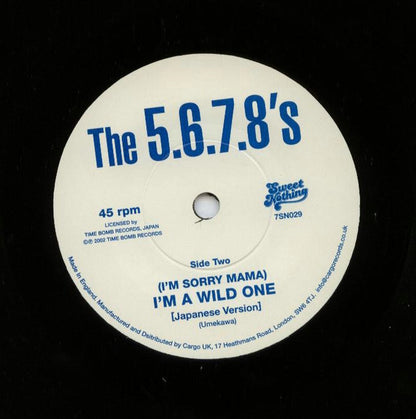 The 5.6.7.8's
Sweet
Nothing
7SN029
45 rpm
LICENSED by
TIME BOMB RECORDS, JAPAN
©℗ 2002 TIME BOMB RECORDS
Side Two
(I'M SORRY MAMA)
I'M A WILD ONE
[Japanese Version]
(Umekawa)
Made in England, Manufactured and Dsitributed by Cargo UK, 17 Heathmans Road, London, SW6 4TJ. info@cargorecords.co.uk